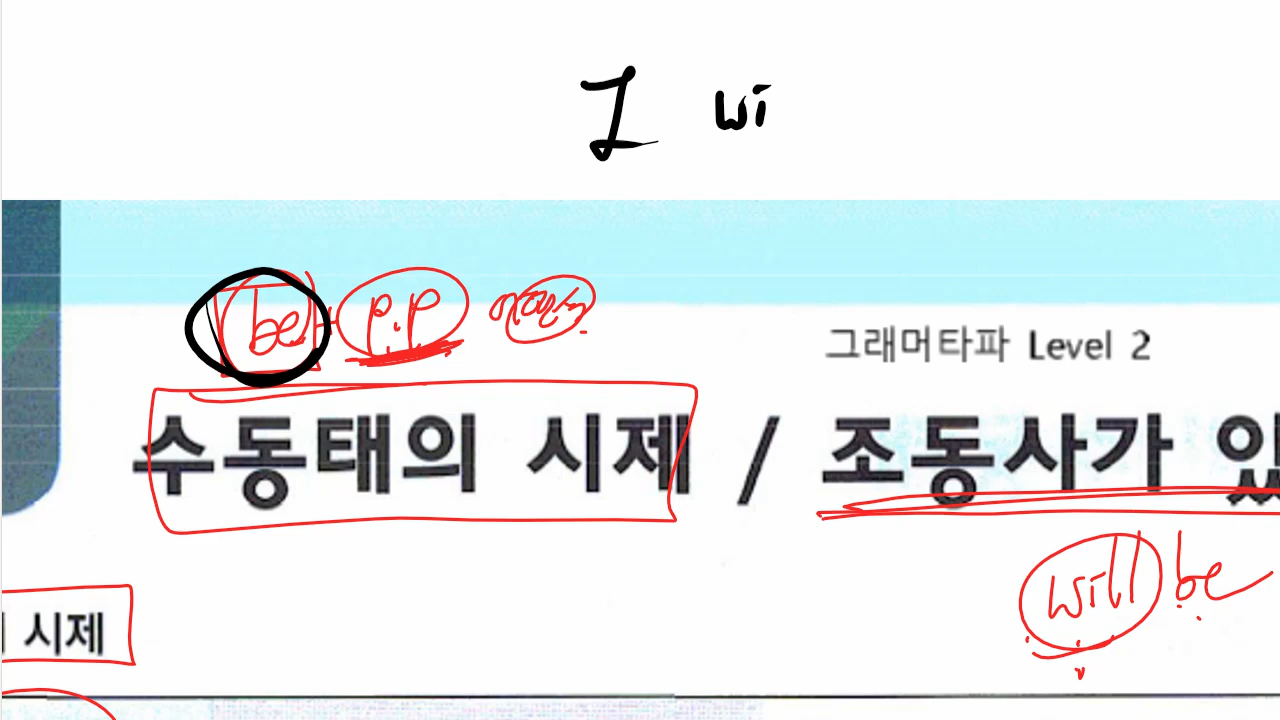 I wi
be + p.p
그래머타파 Level 2
수동태의 시제 / 조동사가 있
will be
시제